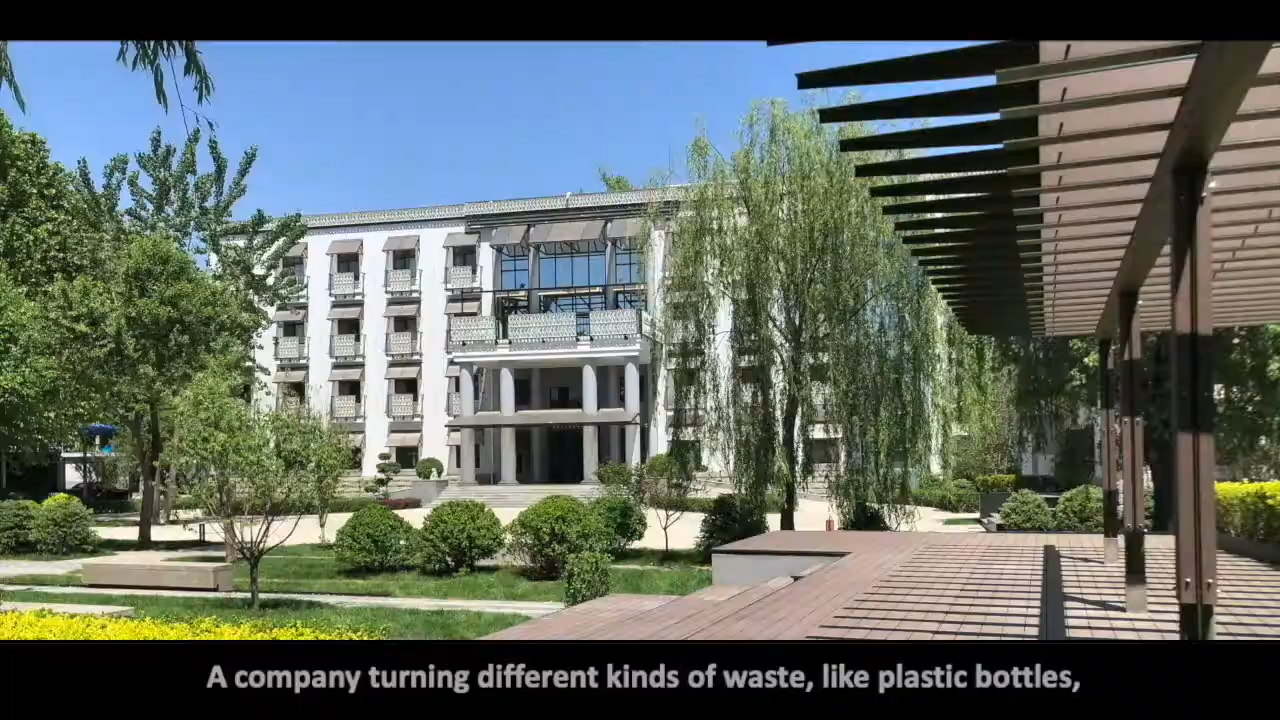 A company turning different kinds of waste, like plastic bottles,